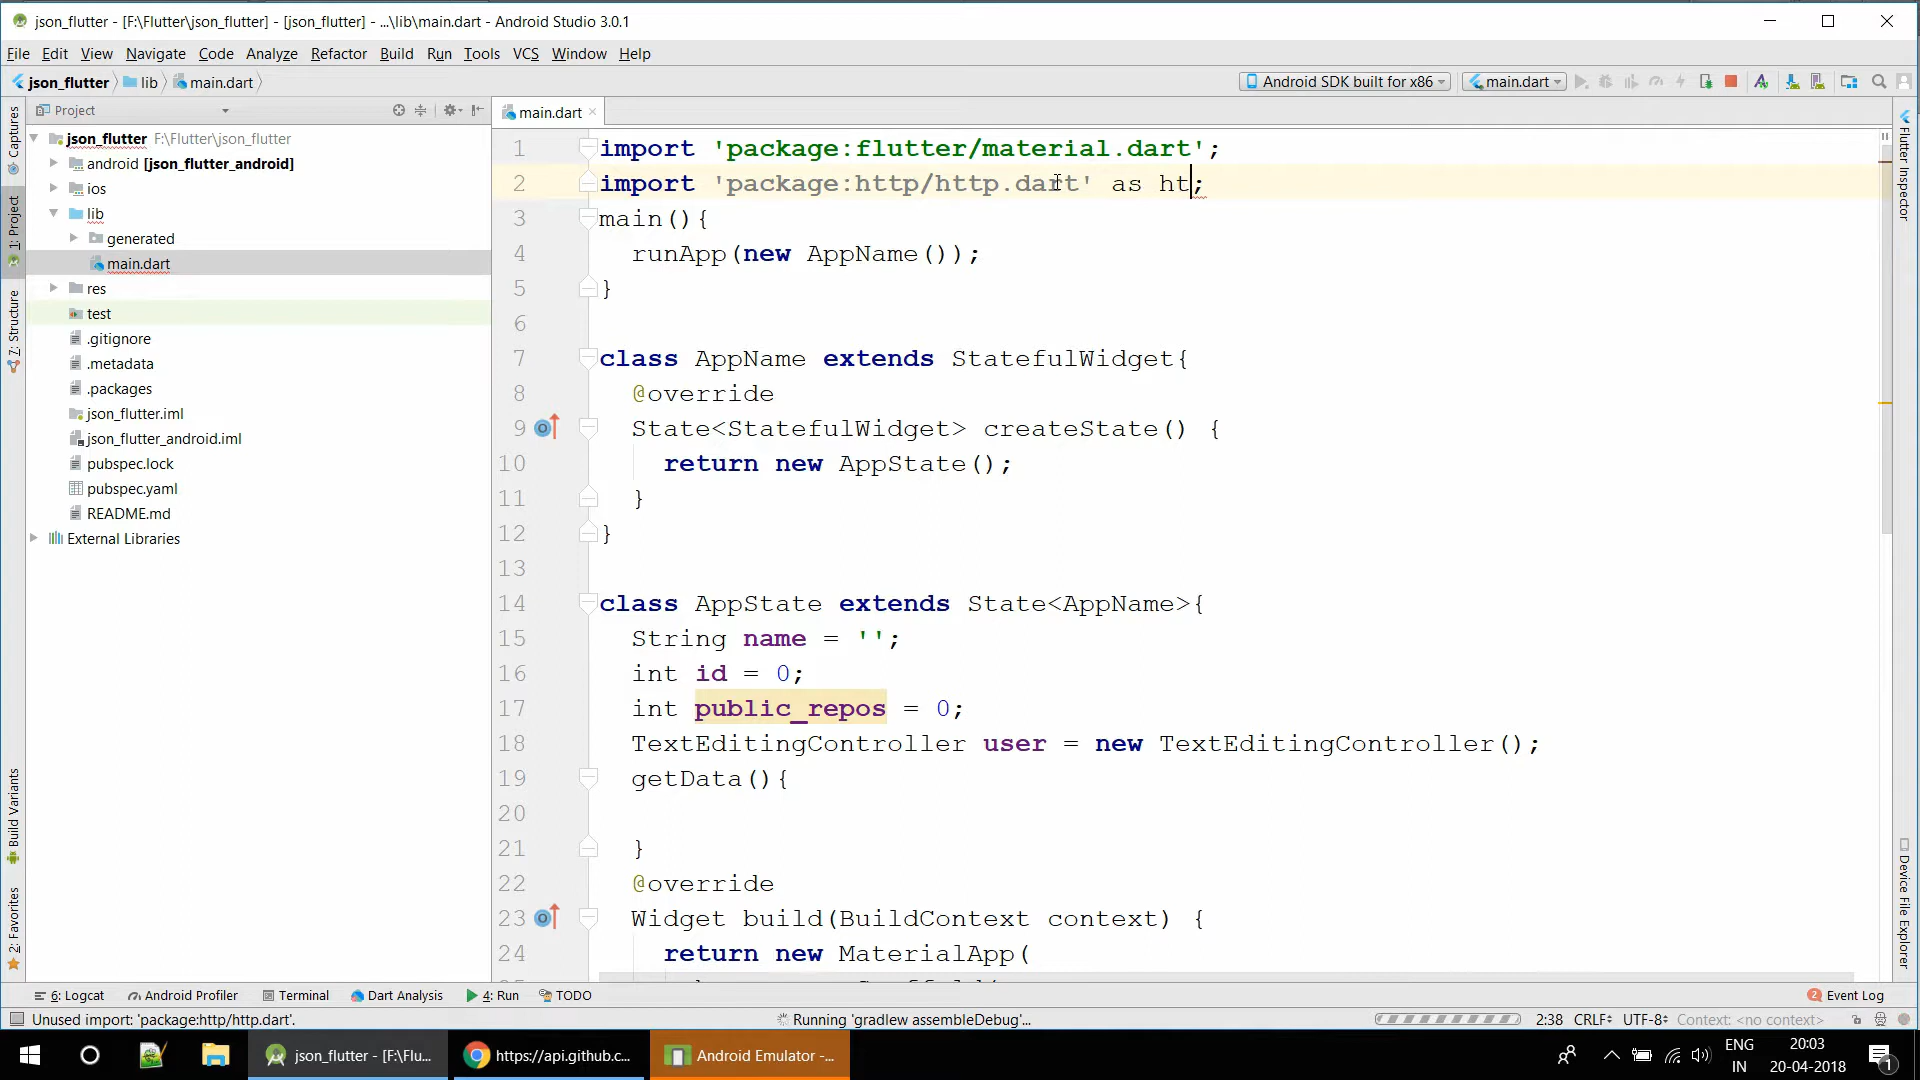 json_flutter - [F:\Flutter\json_flutter] - [json_flutter] - ...\lib\main.dart - Android Studio 3.0.1
File Edit View Navigate Code Analyze Refactor Build Run Tools VCS Window Help
json_flutter lib main.dart
Android SDK built for x86 main.dart
Project
main.dart
json_flutter F:\Flutter\json_flutter
android [json_flutter_android]
ios
lib
generated
main.dart
res
test
.gitignore
.metadata
.packages
json_flutter.iml
json_flutter_android.iml
pubspec.lock
pubspec.yaml
README.md
External Libraries
Captures
1: Project
7: Structure
Build Variants
2: Favorites
1 import 'package:flutter/material.dart';
2 import 'package:http/http.dart' as ht;
3 main(){
4 runApp(new AppName());
5 }
6
7 class AppName extends StatefulWidget{
8 @override
9 State<StatefulWidget> createState() {
10 return new AppState();
11 }
12 }
13
14 class AppState extends State<AppName>{
15 String name = '';
16 int id = 0;
17 int public_repos = 0;
18 TextEditingController user = new TextEditingController();
19 getData(){
20
21 }
22 @override
23 Widget build(BuildContext context) {
24 return new MaterialApp(
Flutter Inspector
Device File Explorer
6: Logcat Android Profiler Terminal Dart Analysis 4: Run TODO 2 Event Log
Unused import: 'package:http/http.dart'. Running 'gradlew assembleDebug'... 2:38 CRLF UTF-8 Context: <no context>
json_flutter - [F:\Flu... https://api.github.c... Android Emulator -...
ENG
IN
20:03
20-04-2018
1